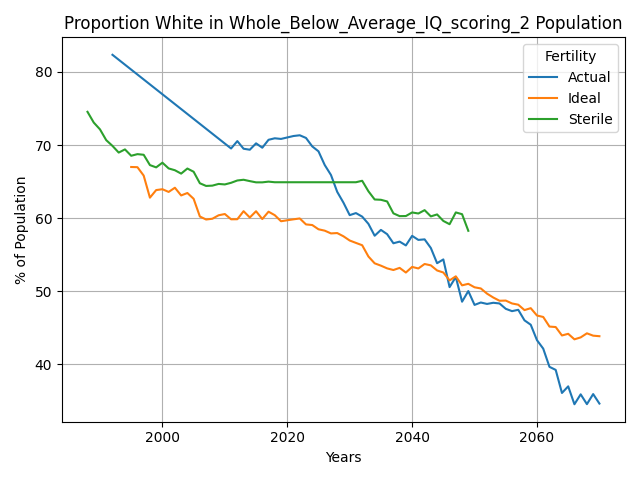 Proportion White in Whole_Below_Average_IQ_scoring_2 Population
Fertility
Actual
Ideal
Sterile
80
70
60
50
40
% of Population
2000
2020
2040
2060
Years